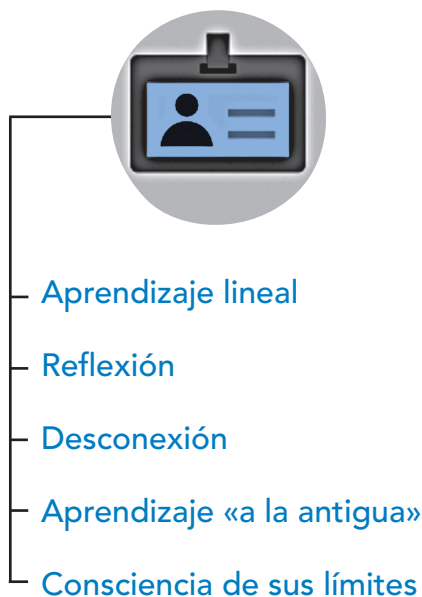 Aprendizaje lineal
Reflexión
Desconexión
Aprendizaje «a la antigua»
Consciencia de sus límites